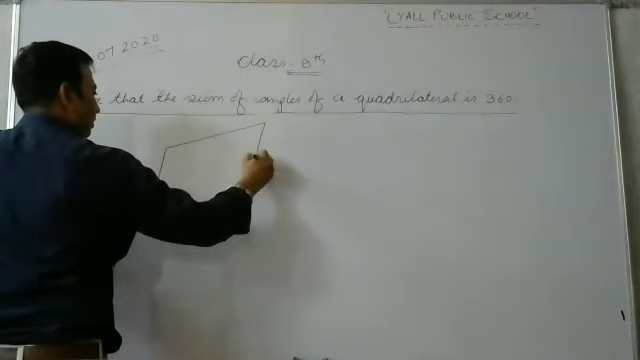 "LYALL PUBLIC SCHOOL"
07 2020
Class - 8th
that the sum of angles of a quadrilateral is 360.